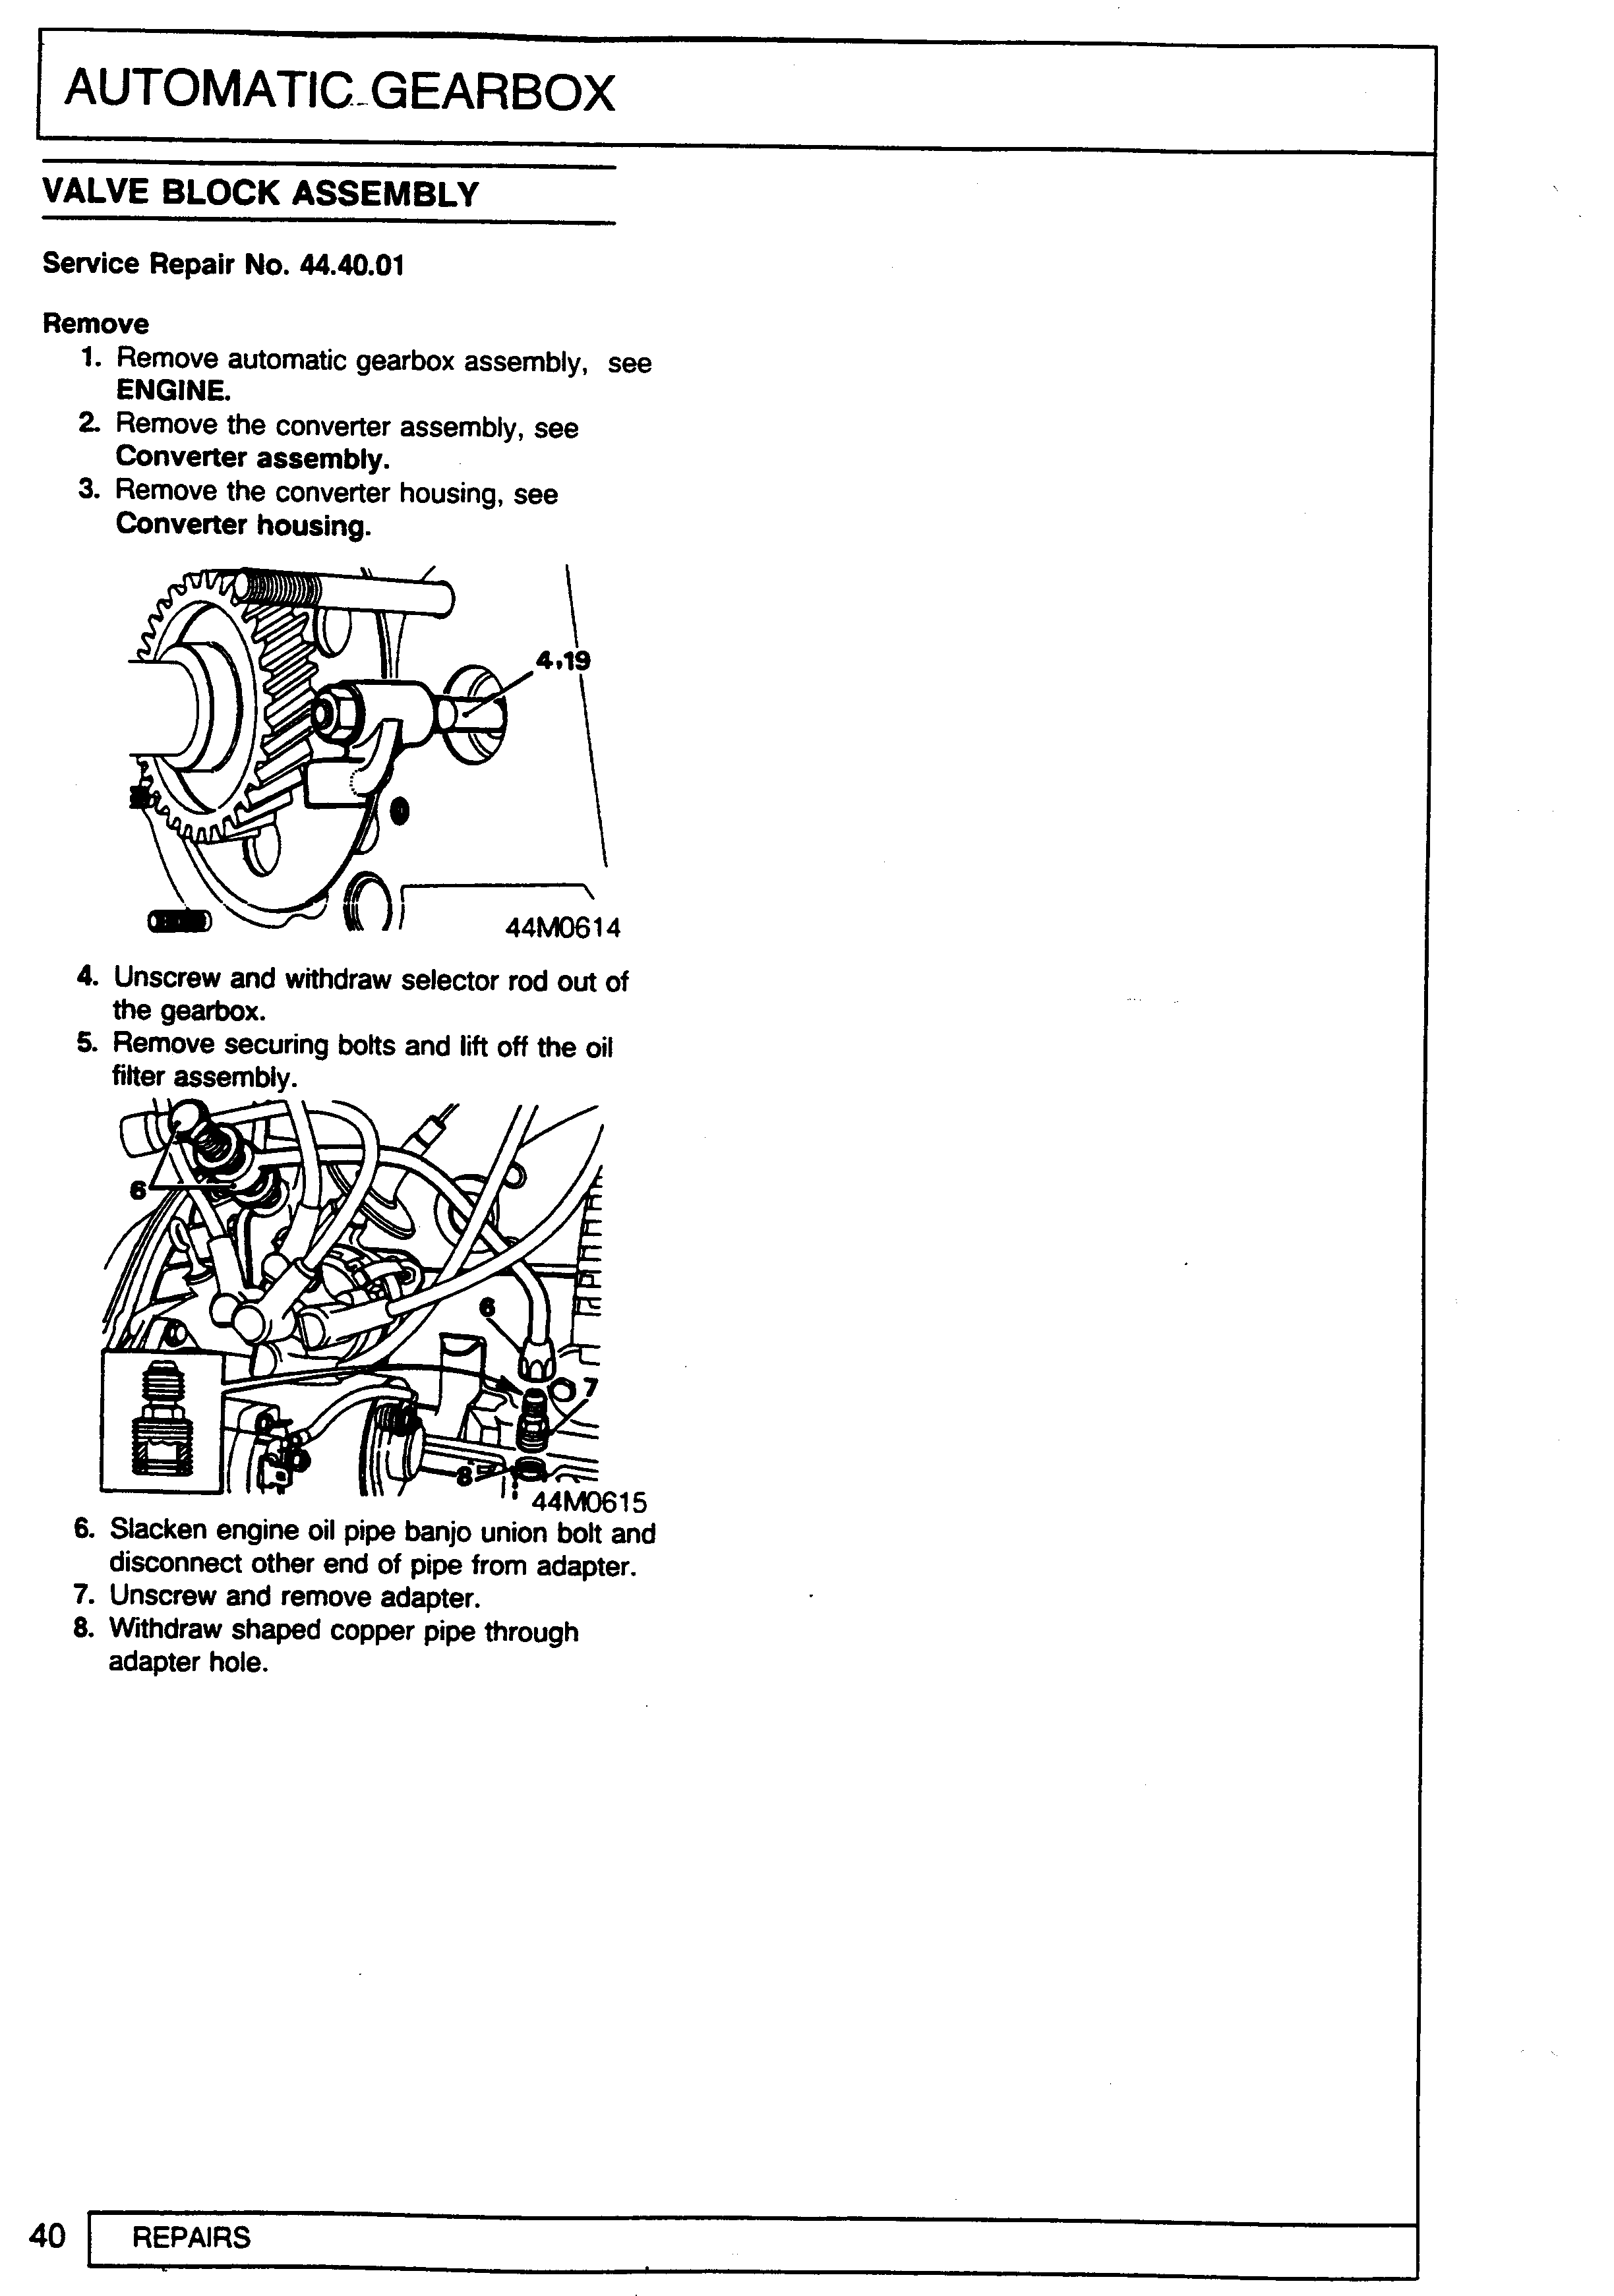 AUTOMATIC GEARBOX
VALVE BLOCK ASSEMBLY
Service Repair No. 44.40.01
Remove
1. Remove automatic gearbox assembly, see
ENGINE.
2. Remove the converter assembly, see
Converter assembly.
3. Remove the converter housing, see
Converter housing.
4,19
44M0614
4. Unscrew and withdraw selector rod out of
the gearbox.
5. Remove securing bolts and lift off the oil
filter assembly.
6
6
7
8
44M0615
6. Slacken engine oil pipe banjo union bolt and
disconnect other end of pipe from adapter.
7. Unscrew and remove adapter.
8. Withdraw shaped copper pipe through
adapter hole.
40 REPAIRS